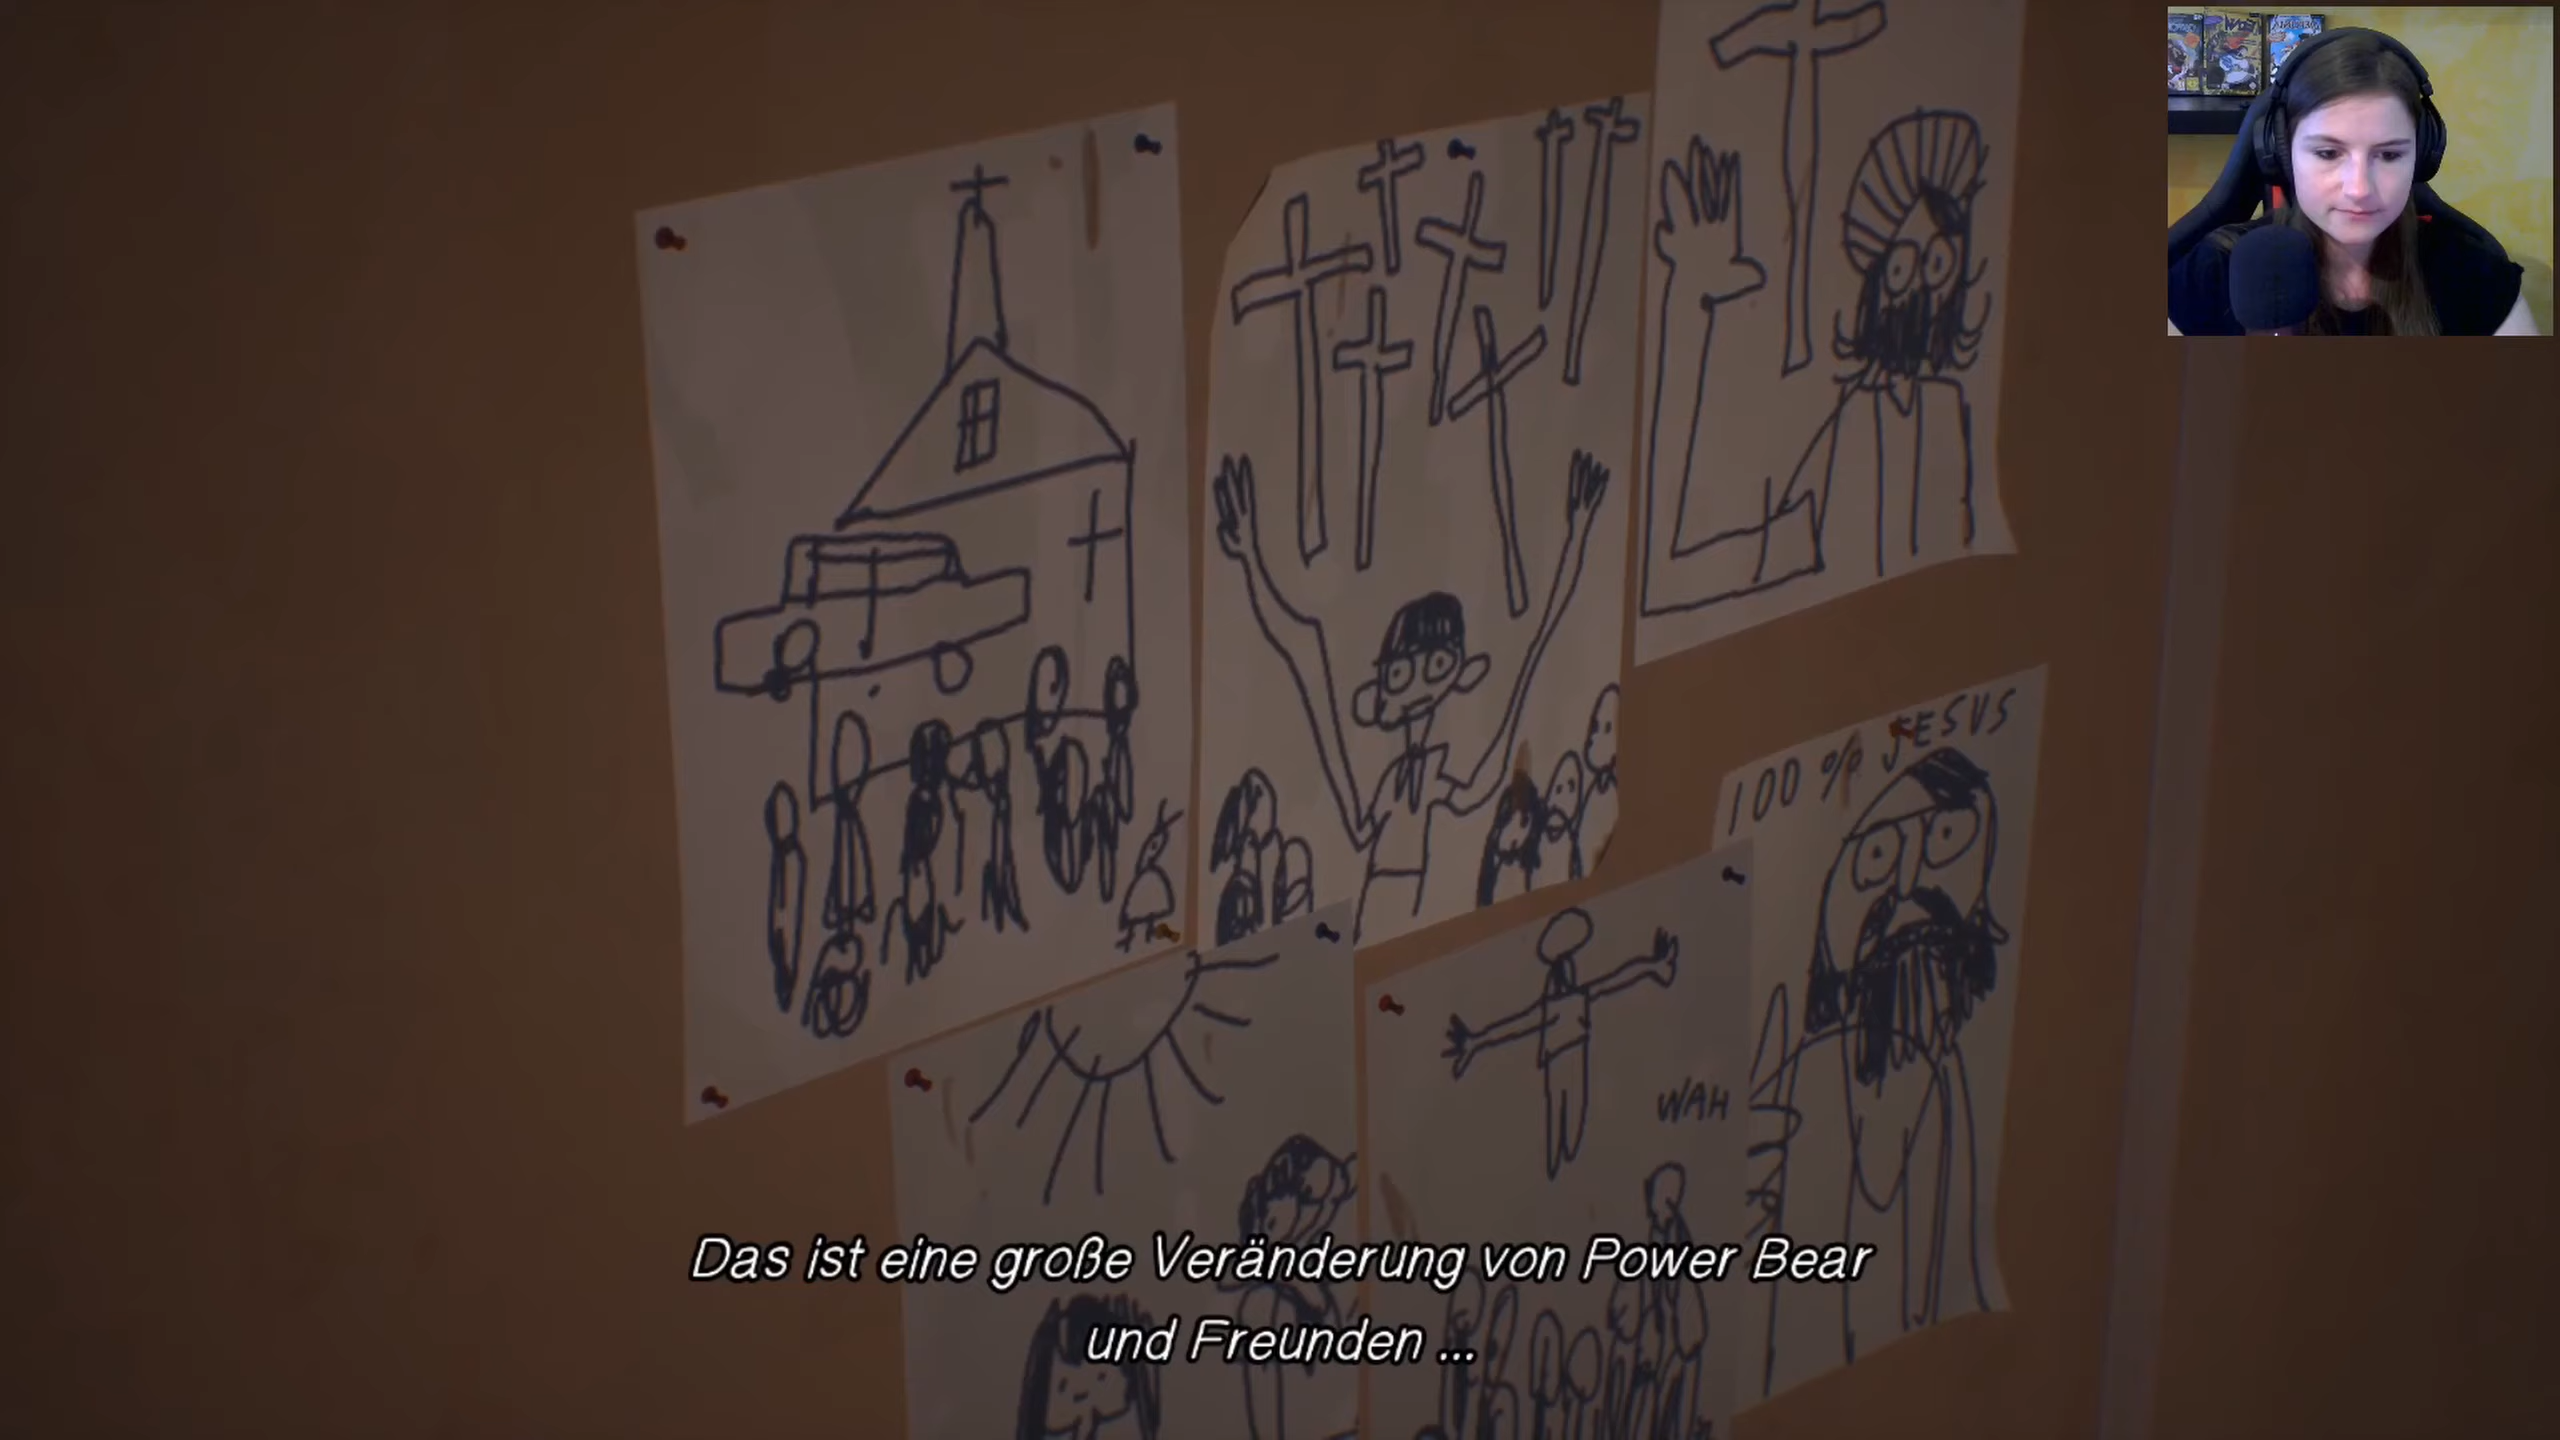 100 % JESUS
WAH
Das ist eine große Veränderung von Power Bear
und Freunden ...